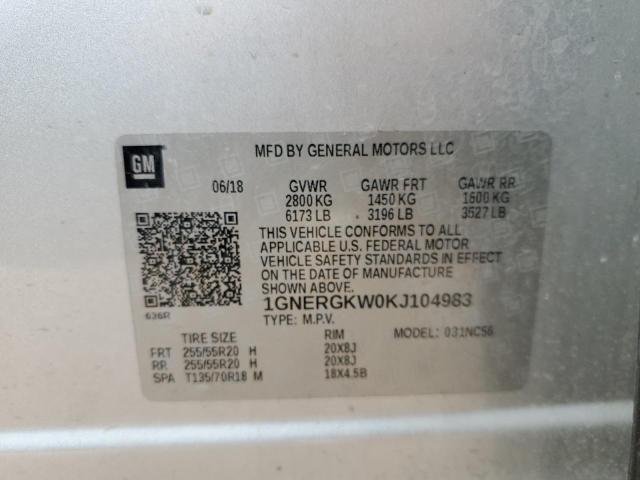 GM
MFD BY GENERAL MOTORS LLC
06/18 GVWR GAWR FRT GAWR RR
2800 KG 1450 KG 1600 KG
6173 LB 3196 LB 3527 LB
THIS VEHICLE CONFORMS TO ALL
APPLICABLE U.S. FEDERAL MOTOR
VEHICLE SAFETY STANDARDS IN EFFECT
ON THE DATE OF MANUFACTURE
SHOWN ABOVE.
636R
1GNERGKW0KJ104983
TYPE: M.P.V. MODEL: 031NC56
TIRE SIZE RIM
FRT 255/55R20 H 20X8J
RR 255/55R20 H 20X8J
SPA T135/70R18 M 18X4.5B